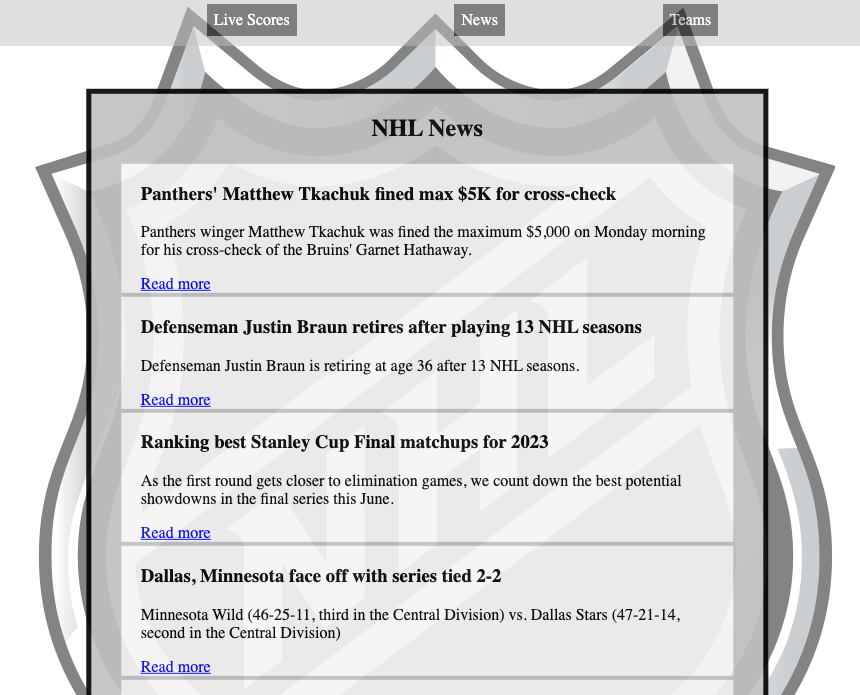 Live Scores
News
Teams
NHL News
Panthers' Matthew Tkachuk fined max $5K for cross-check
Panthers winger Matthew Tkachuk was fined the maximum $5,000 on Monday morning
for his cross-check of the Bruins' Garnet Hathaway.
Read more
Defenseman Justin Braun retires after playing 13 NHL seasons
Defenseman Justin Braun is retiring at age 36 after 13 NHL seasons.
Read more
Ranking best Stanley Cup Final matchups for 2023
As the first round gets closer to elimination games, we count down the best potential
showdowns in the final series this June.
Read more
Dallas, Minnesota face off with series tied 2-2
Minnesota Wild (46-25-11, third in the Central Division) vs. Dallas Stars (47-21-14,
second in the Central Division)
Read more
NHL